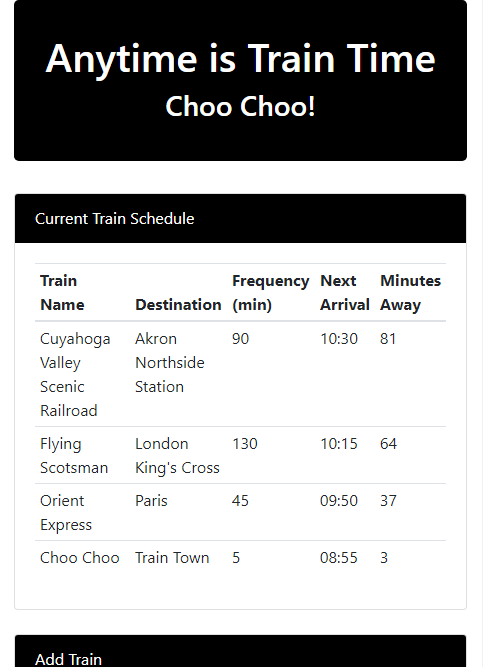 Anytime is Train Time
Choo Choo!
Current Train Schedule
Train Name Destination Frequency (min) Next Arrival Minutes Away
Cuyahoga Valley Scenic Railroad Akron Northside Station 90 10:30 81
Flying Scotsman London King's Cross 130 10:15 64
Orient Express Paris 45 09:50 37
Choo Choo Train Town 5 08:55 3
Add Train